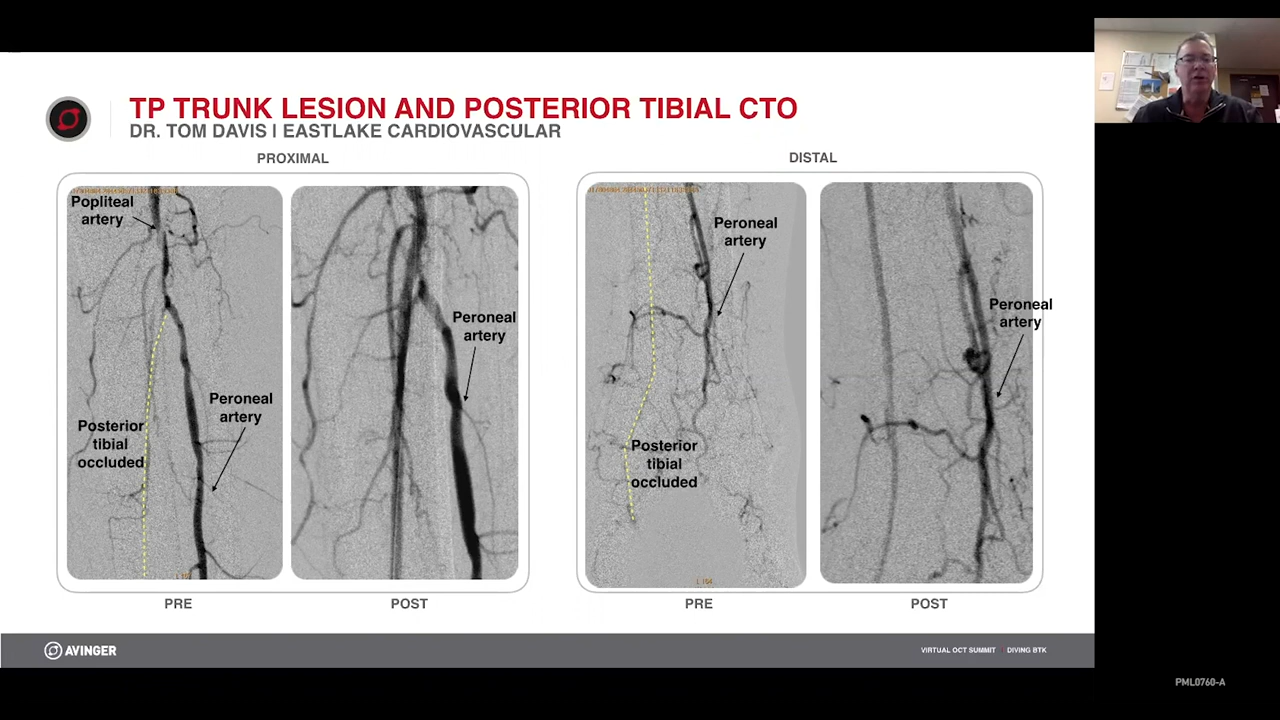 TP TRUNK LESION AND POSTERIOR TIBIAL CTO
DR. TOM DAVIS | EASTLAKE CARDIOVASCULAR
PROXIMAL
Popliteal
artery
Posterior
tibial
occluded
Peroneal
artery
Peroneal
artery
PRE
POST
DISTAL
Peroneal
artery
Posterior
tibial
occluded
Peroneal
artery
PRE
POST
AVINGER
VIRTUAL OCT SUMMIT | DIVING BTK
PML0760-A